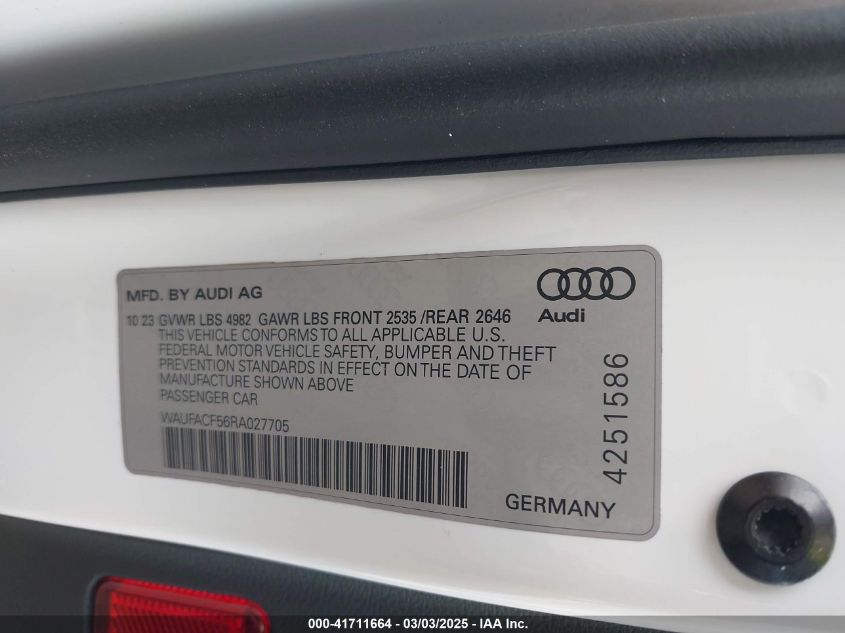 MFD. BY AUDI AG
Audi
10 23 GVWR LBS 4982 GAWR LBS FRONT 2535 /REAR 2646
THIS VEHICLE CONFORMS TO ALL APPLICABLE U.S.
FEDERAL MOTOR VEHICLE SAFETY, BUMPER AND THEFT
PREVENTION STANDARDS IN EFFECT ON THE DATE OF
MANUFACTURE SHOWN ABOVE
PASSENGER CAR
WAUFACF56RA027705
4251586
GERMANY
000-41711664 - 03/03/2025 - IAA Inc.